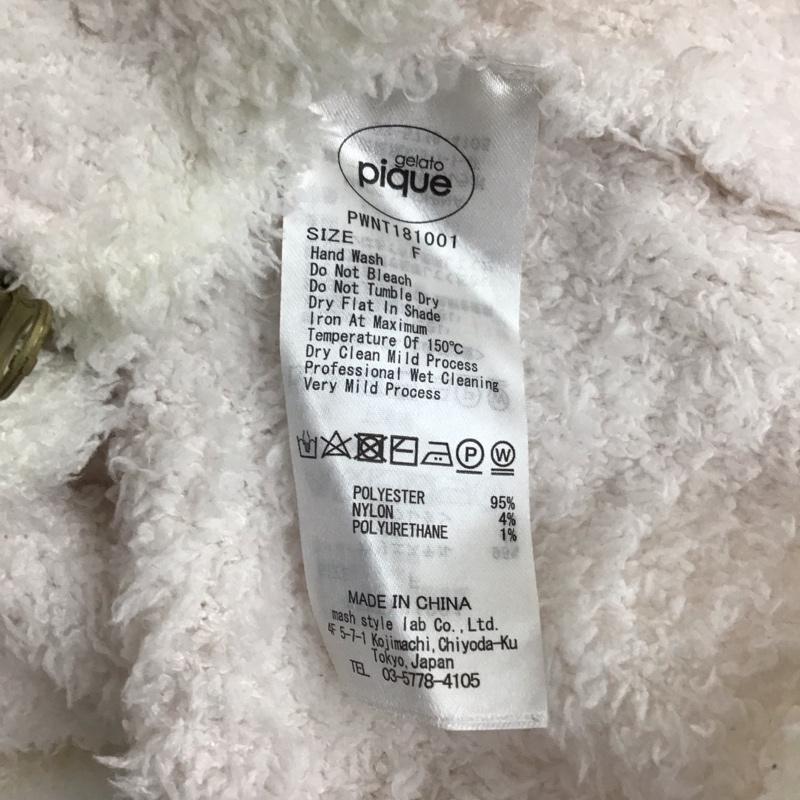 gelato
pique
PWNT181001
SIZE F
Hand Wash
Do Not Bleach
Do Not Tumble Dry
Dry Flat In Shade
Iron At Maximum
Temperature Of 150℃
Dry Clean Mild Process
Professional Wet Cleaning
Very Mild Process
P W
POLYESTER 95%
NYLON 4%
POLYURETHANE 1%
MADE IN CHINA
mash style lab Co.,Ltd.
4F 5-7-1 Kojimachi,Chiyoda-Ku
Tokyo,Japan
TEL 03-5778-4105